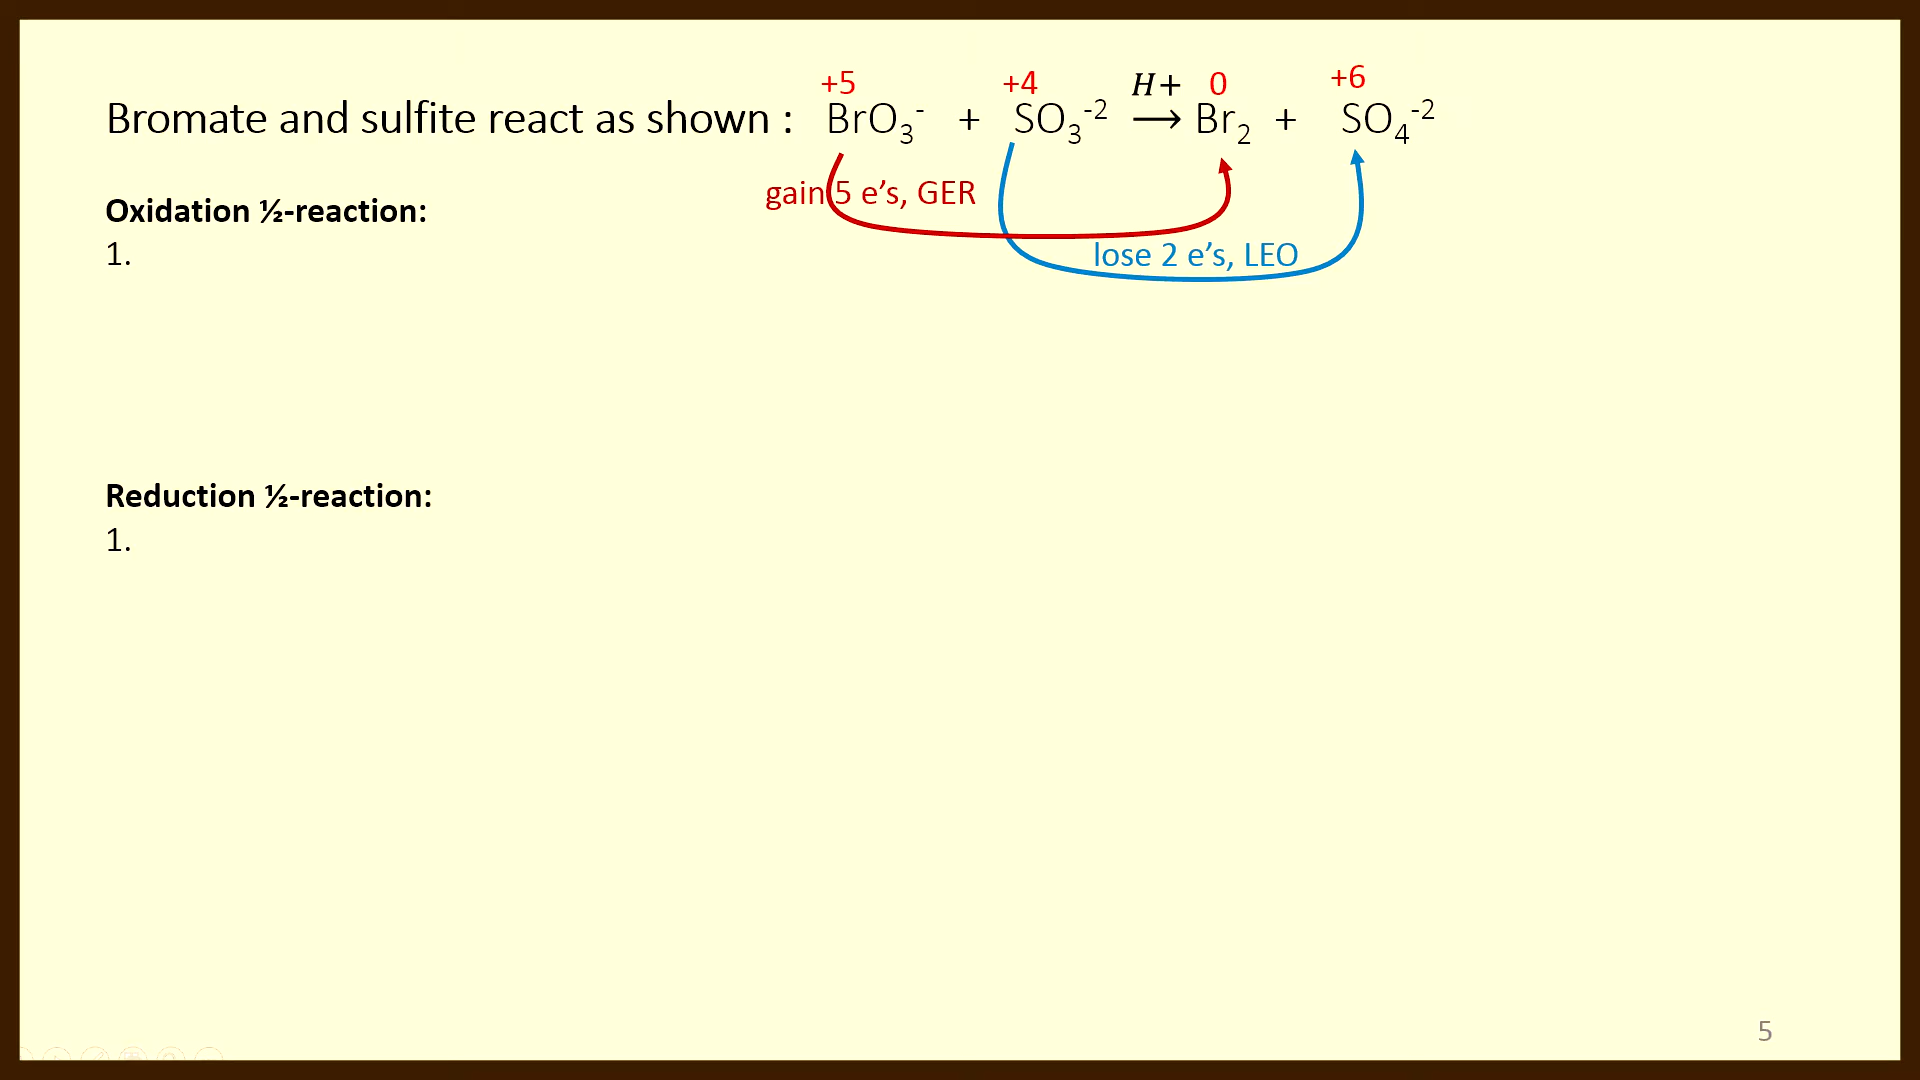 +5 +4 H+ 0 +6
Bromate and sulfite react as shown : BrO₃⁻ + SO₃⁻² ⟶ Br₂ + SO₄⁻²
gain 5 e’s, GER
Oxidation ½-reaction:
1.
lose 2 e’s, LEO
Reduction ½-reaction:
1.
5